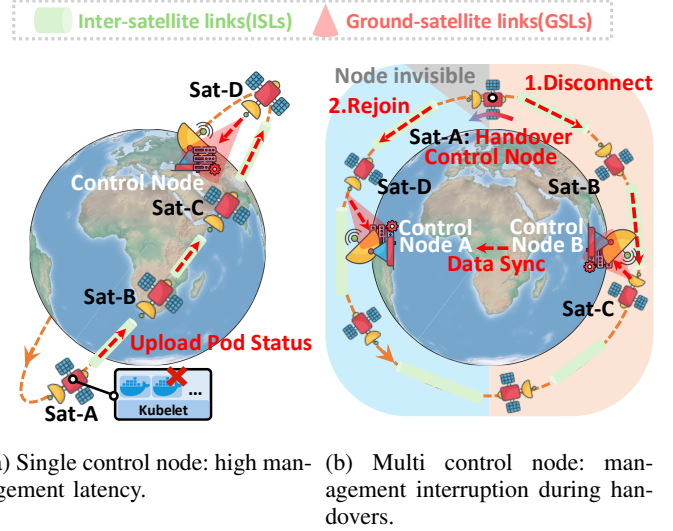 Inter-satellite links(ISLs) Ground-satellite links(GSLs)
Sat-D
Control Node
Sat-C
Sat-B
Upload Pod Status
Sat-A
...
Kubelet
Node invisible
1.Disconnect
2.Rejoin
Sat-A: Handover
Control Node
Sat-D
Sat-B
Control
Node A
Control
Node B
Data Sync
Sat-C
) Single control node: high man-
gement latency.
(b) Multi control node: man-
agement interruption during han-
dovers.